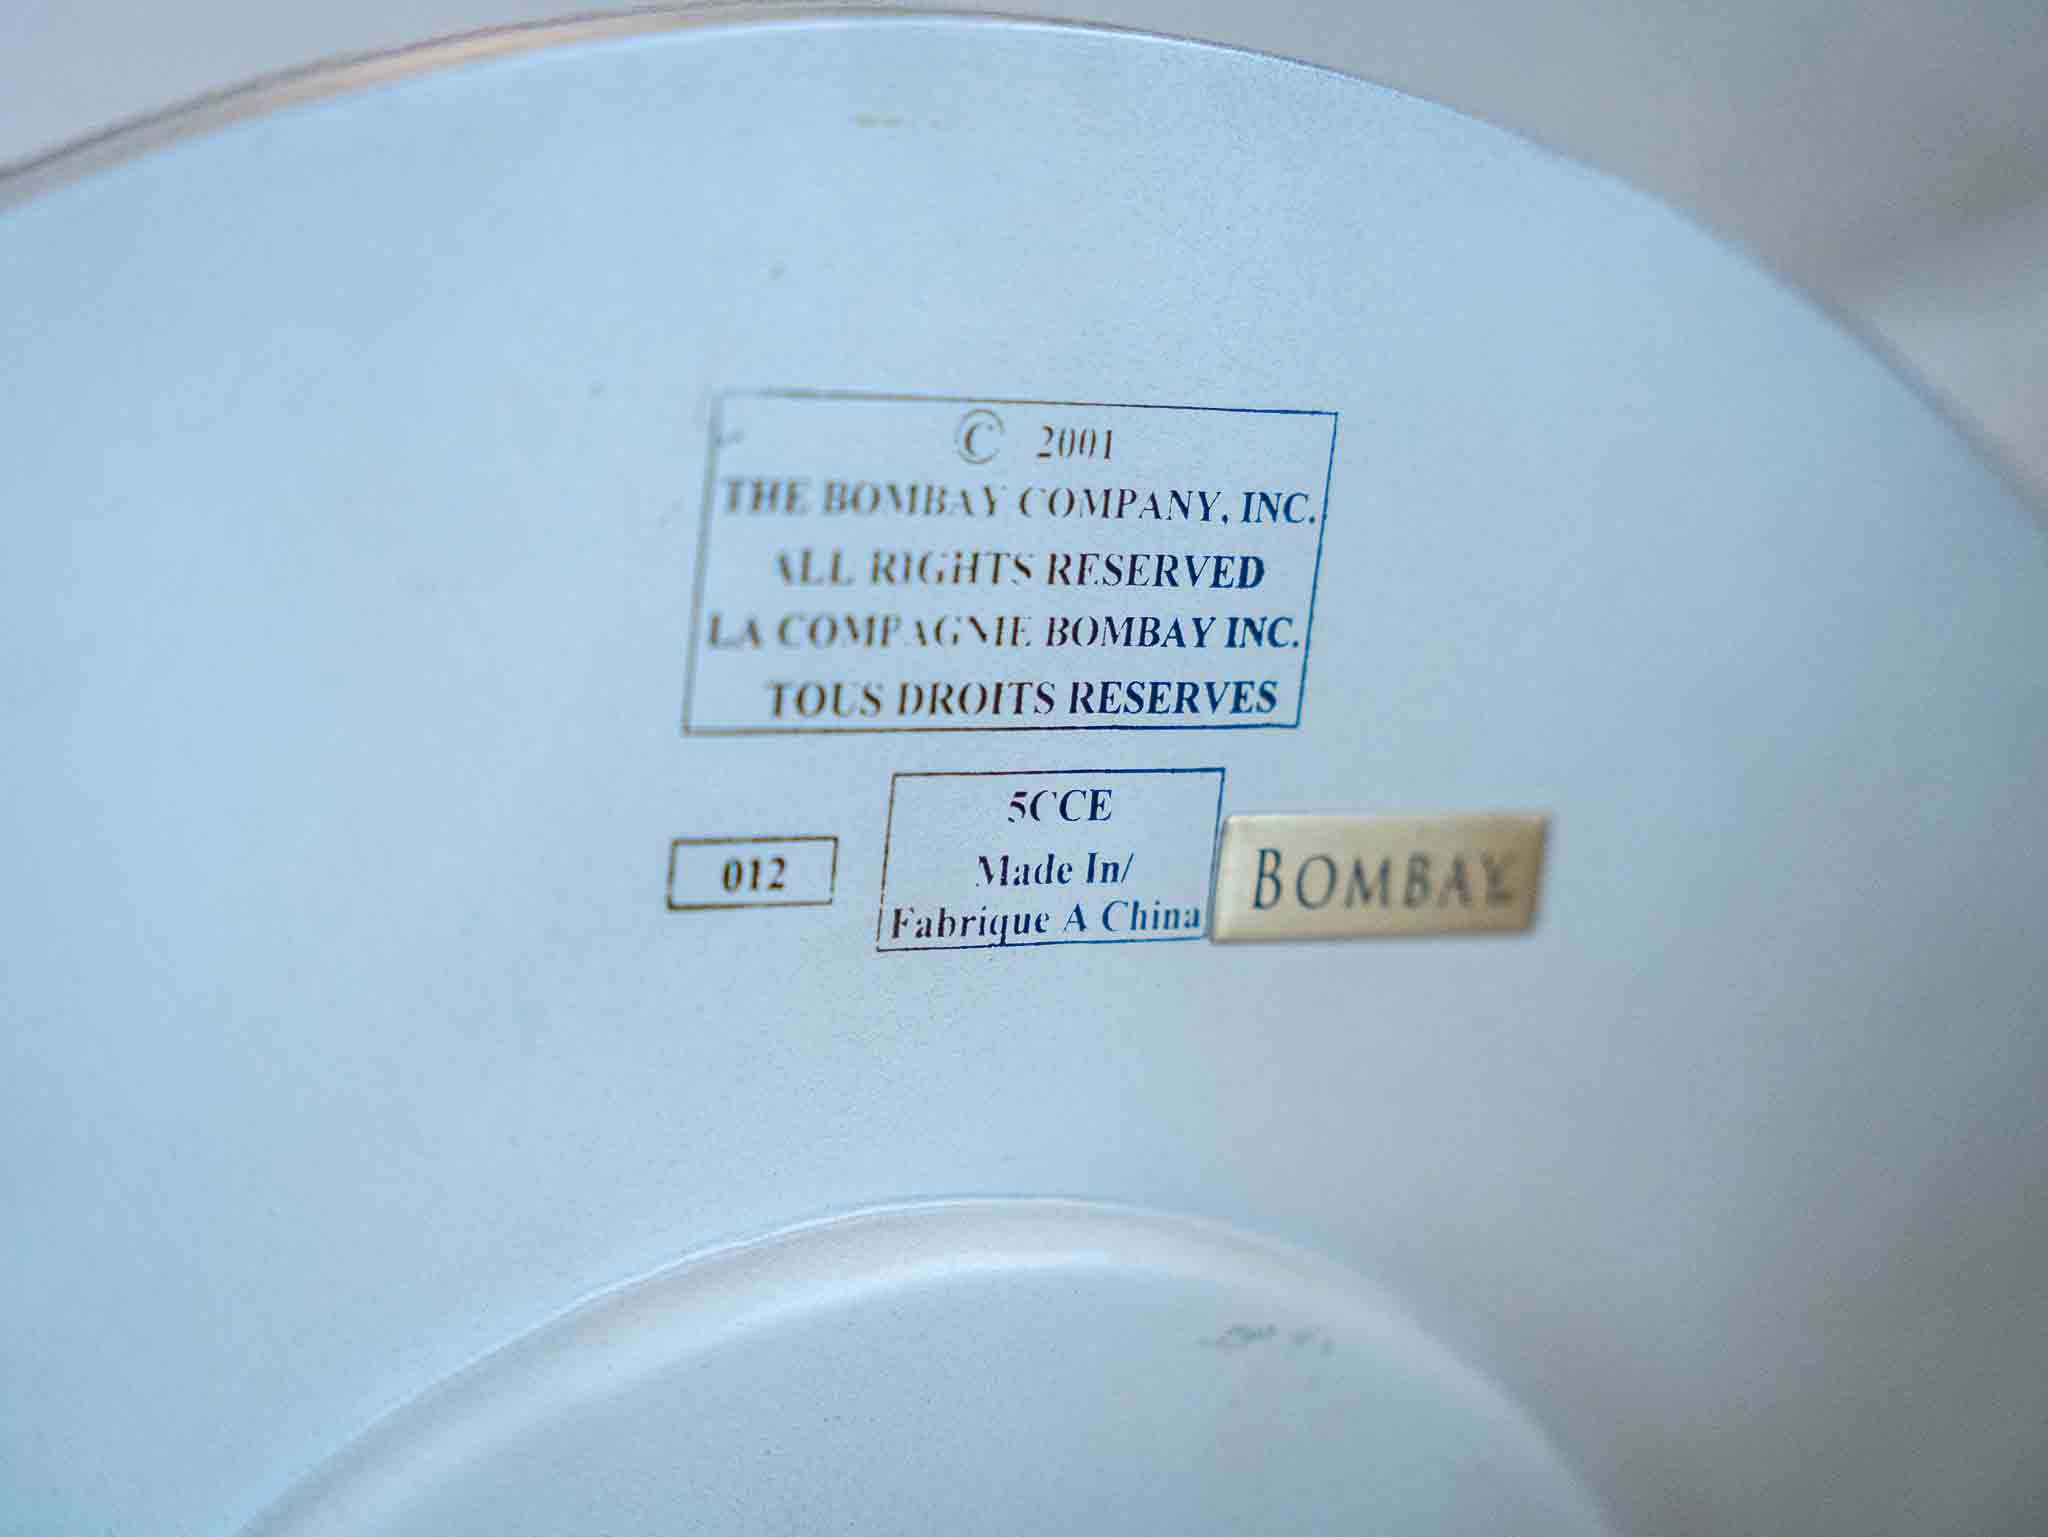 © 2001
THE BOMBAY COMPANY, INC.
ALL RIGHTS RESERVED
LA COMPAGNIE BOMBAY INC.
TOUS DROITS RESERVES
012
5CCE
Made In/
Fabrique A China
BOMBAY